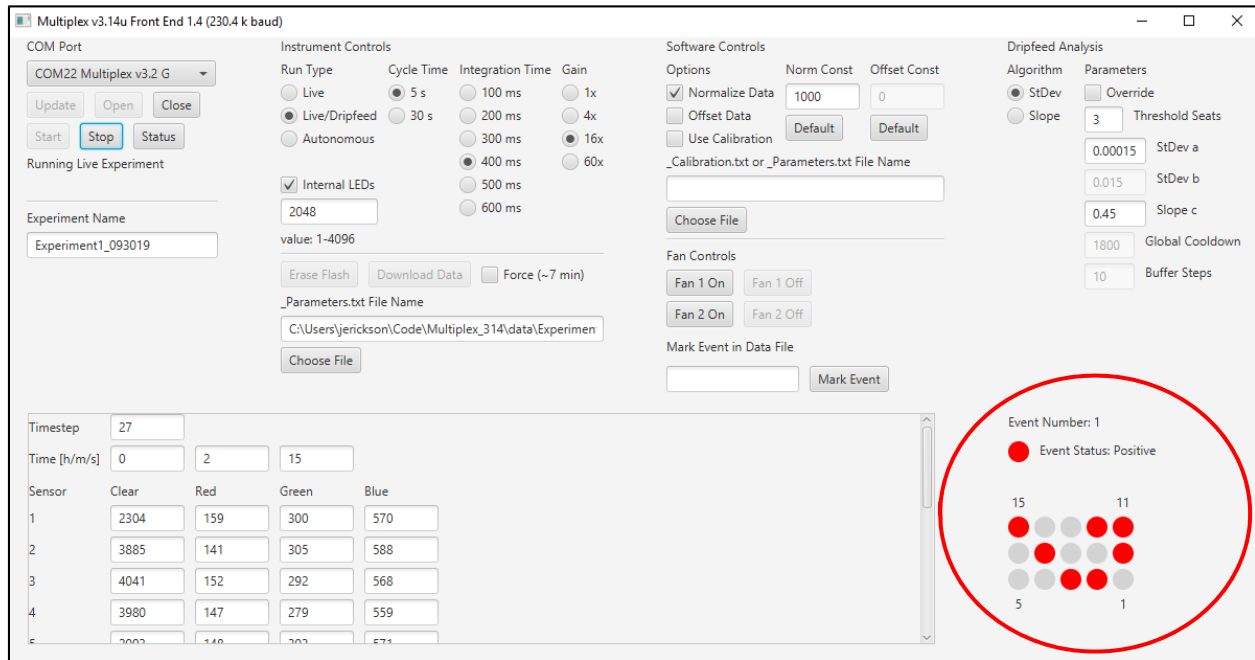 Multiplex v3.14u Front End 1.4 (230.4 k baud)
COM Port
COM22 Multiplex v3.2 G
Update Open Close
Start Stop Status
Running Live Experiment
Experiment Name
Experiment1_093019
Instrument Controls
Run Type Cycle Time Integration Time Gain
Live 5 s 100 ms 1x
Live/Dripfeed 30 s 200 ms 4x
Autonomous 300 ms 16x
400 ms 60x
Internal LEDs 500 ms
2048 600 ms
value: 1-4096
Erase Flash Download Data Force (~7 min)
_Parameters.txt File Name
C:\Users\jerickson\Code\Multiplex_314\data\Experimen
Choose File
Software Controls
Options Norm Const Offset Const
Normalize Data 1000 0
Offset Data Default Default
Use Calibration
_Calibration.txt or _Parameters.txt File Name
Choose File
Fan Controls
Fan 1 On Fan 1 Off
Fan 2 On Fan 2 Off
Mark Event in Data File
Mark Event
Dripfeed Analysis
Algorithm Parameters
StDev Override
Slope 3 Threshold Seats
0.00015 StDev a
0.015 StDev b
0.45 Slope c
1800 Global Cooldown
10 Buffer Steps
Timestep 27
Time [h/m/s] 0 2 15
Sensor Clear Red Green Blue
1 2304 159 300 570
2 3885 141 305 588
3 4041 152 292 568
4 3980 147 279 559
Event Number: 1
Event Status: Positive
15 11
5 1